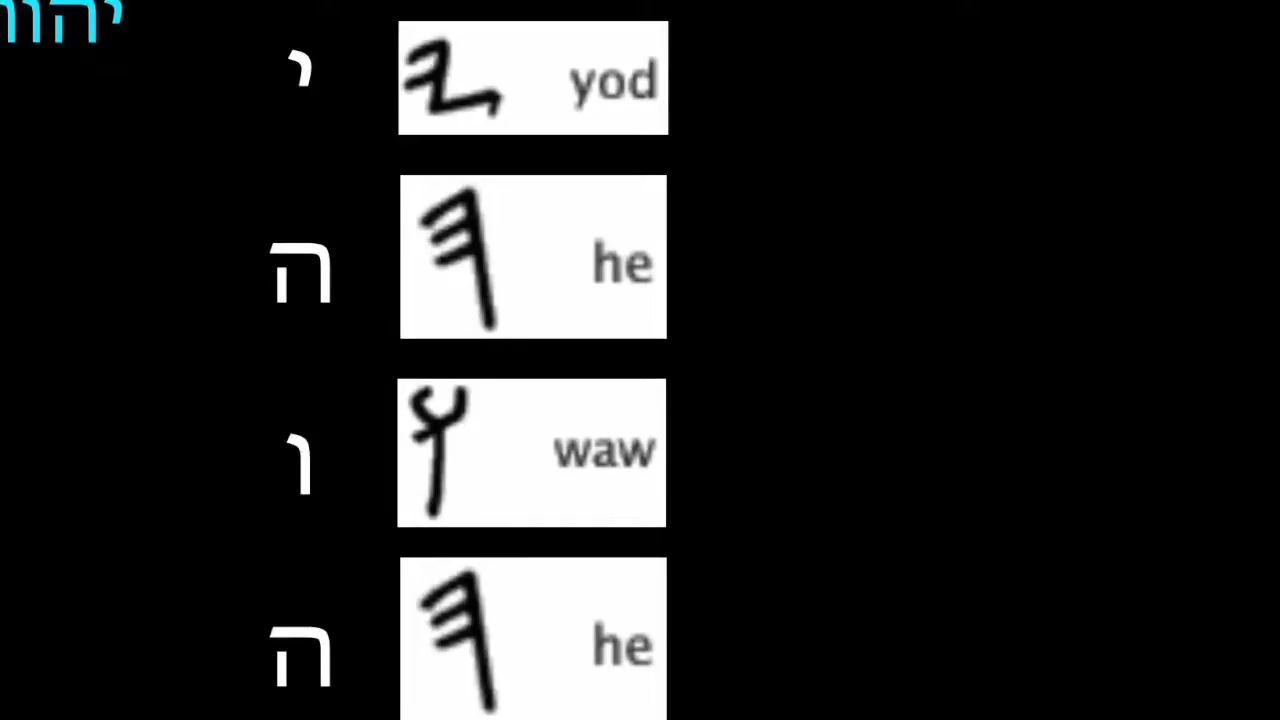 יהוה
י 𐤉 yod
ה 𐤄 he
ו 𐤅 waw
ה 𐤄 he